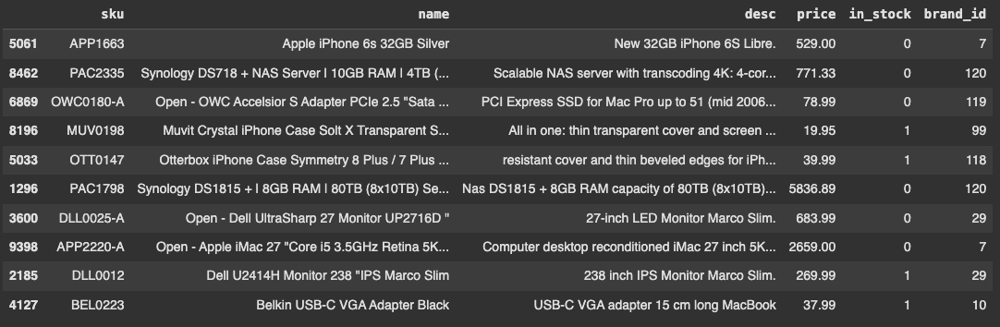 sku name desc price in_stock brand_id
5061 APP1663 Apple iPhone 6s 32GB Silver New 32GB iPhone 6S Libre. 529.00 0 7
8462 PAC2335 Synology DS718 + NAS Server | 10GB RAM | 4TB (... Scalable NAS server with transcoding 4K: 4-cor... 771.33 0 120
6869 OWC0180-A Open - OWC Accelsior S Adapter PCIe 2.5 "Sata ... PCI Express SSD for Mac Pro up to 51 (mid 2006... 78.99 0 119
8196 MUV0198 Muvit Crystal iPhone Case Solt X Transparent S... All in one: thin transparent cover and screen ... 19.95 1 99
5033 OTT0147 Otterbox iPhone Case Symmetry 8 Plus / 7 Plus ... resistant cover and thin beveled edges for iPh... 39.99 1 118
1296 PAC1798 Synology DS1815 + | 8GB RAM | 80TB (8x10TB) Se... Nas DS1815 + 8GB RAM capacity of 80TB (8x10TB)... 5836.89 0 120
3600 DLL0025-A Open - Dell UltraSharp 27 Monitor UP2716D " 27-inch LED Monitor Marco Slim. 683.99 0 29
9398 APP2220-A Open - Apple iMac 27 "Core i5 3.5GHz Retina 5K... Computer desktop reconditioned iMac 27 inch 5K... 2659.00 0 7
2185 DLL0012 Dell U2414H Monitor 238 "IPS Marco Slim 238 inch IPS Monitor Marco Slim. 269.99 1 29
4127 BEL0223 Belkin USB-C VGA Adapter Black USB-C VGA adapter 15 cm long MacBook 37.99 1 10